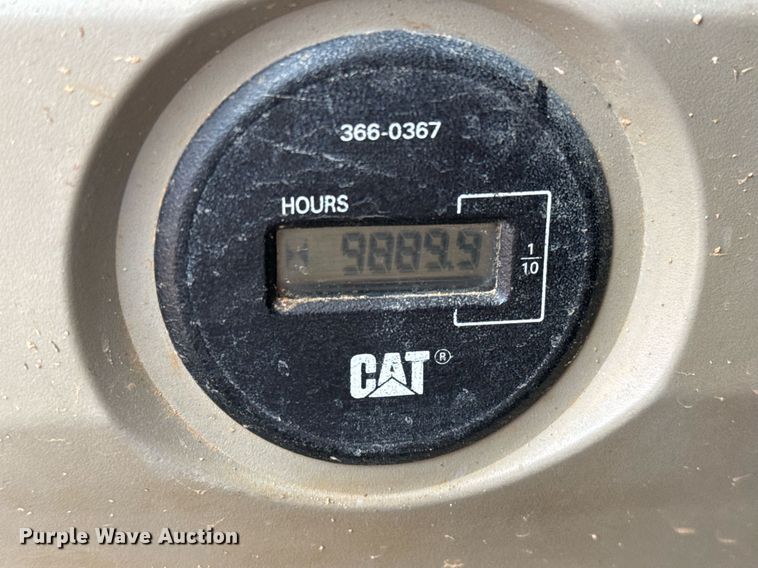 366-0367
HOURS
9889.9
1
10
CAT®
Purple Wave Auction